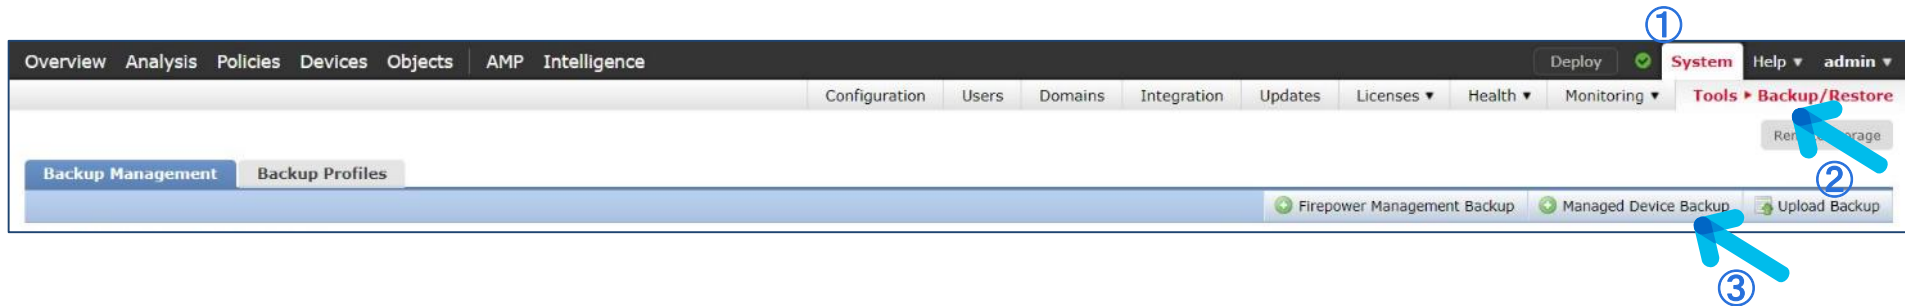 ①
Overview Analysis Policies Devices Objects AMP Intelligence Deploy System Help ▼ admin ▼
Configuration Users Domains Integration Updates Licenses ▼ Health ▼ Monitoring ▼ Tools ▸ Backup/Restore
Backup Management Backup Profiles
②
Firepower Management Backup Managed Device Backup Upload Backup
③